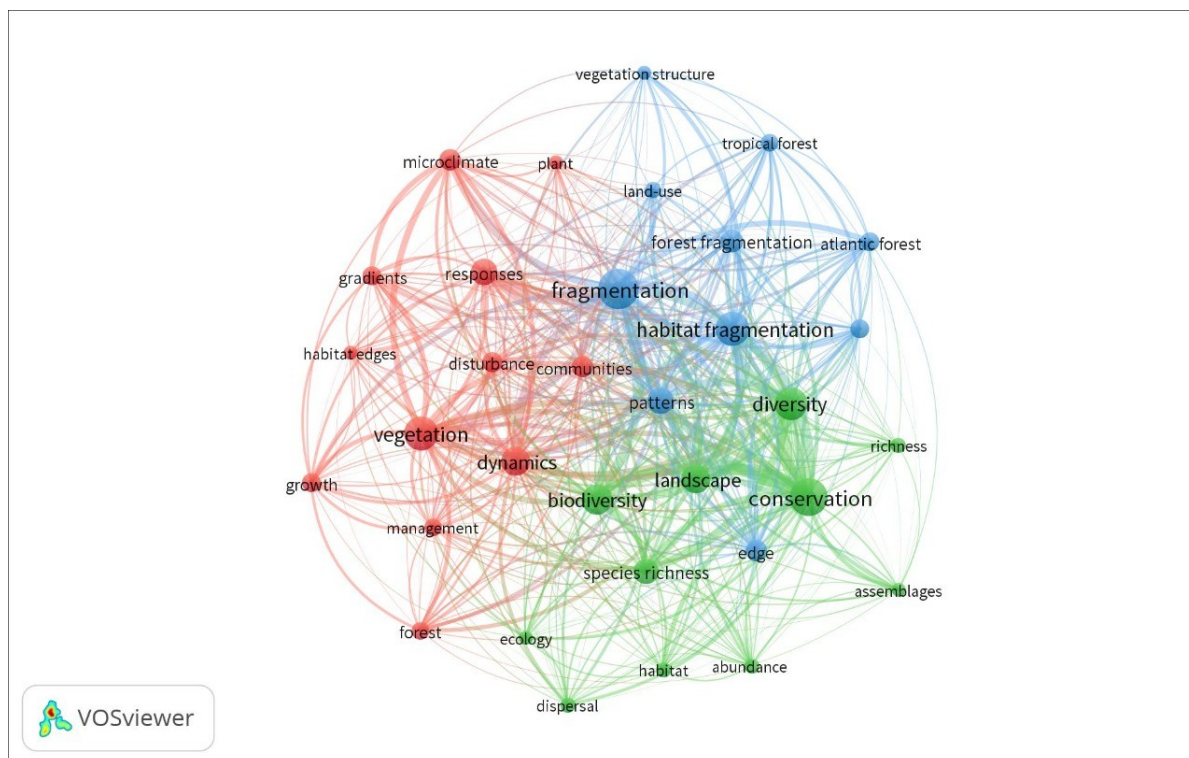 vegetation structure
tropical forest
microclimate
plant
land-use
forest fragmentation
atlantic forest
gradients
responses
fragmentation
habitat fragmentation
habitat edges
disturbance
communities
patterns
diversity
vegetation
richness
dynamics
landscape
growth
biodiversity
conservation
management
edge
species richness
assemblages
forest
ecology
habitat
abundance
dispersal
VOSviewer